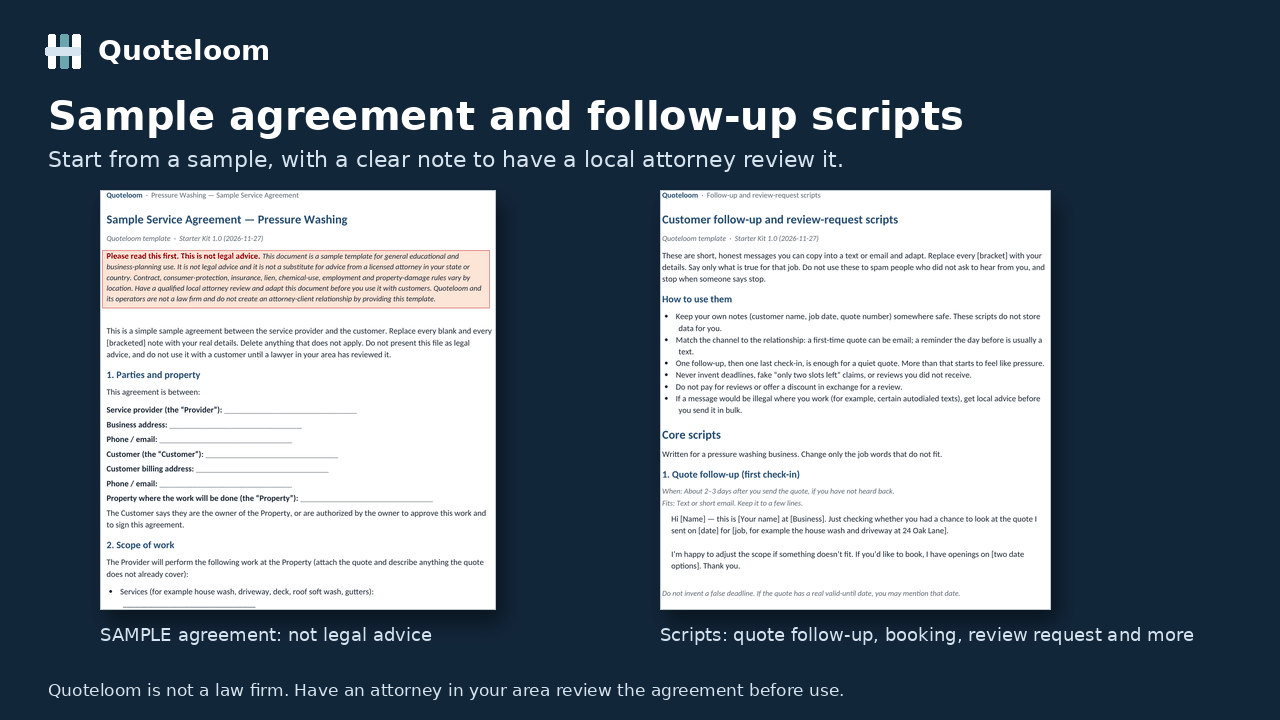 Quoteloom
Sample agreement and follow-up scripts
Start from a sample, with a clear note to have a local attorney review it.
Quoteloom · Pressure Washing — Sample Service Agreement
Sample Service Agreement — Pressure Washing
Quoteloom template · Starter Kit 1.0 (2026-11-27)
Please read this first. This is not legal advice. This document is a sample template for general educational and
business-planning use. It is not legal advice and it is not a substitute for advice from a licensed attorney in your state or
country. Contract, consumer-protection, insurance, lien, chemical-use, employment and property-damage rules vary by
location. Have a qualified local attorney review and adapt this document before you use it with customers. Quoteloom and
its operators are not a law firm and do not create an attorney-client relationship by providing this template.
This is a simple sample agreement between the service provider and the customer. Replace every blank and every
[bracketed] note with your real details. Delete anything that does not apply. Do not present this file as legal
advice, and do not use it with a customer until a lawyer in your area has reviewed it.
1. Parties and property
This agreement is between:
Service provider (the “Provider”): ______________________________
Business address: ______________________________
Phone / email: ______________________________
Customer (the “Customer”): ______________________________
Customer billing address: ______________________________
Phone / email: ______________________________
Property where the work will be done (the “Property”): ______________________________
The Customer says they are the owner of the Property, or are authorized by the owner to approve this work and
to sign this agreement.
2. Scope of work
The Provider will perform the following work at the Property (attach the quote and describe anything the quote
does not already cover):
• Services (for example house wash, driveway, deck, roof soft wash, gutters):
______________________________
SAMPLE agreement: not legal advice
Quoteloom · Follow-up and review-request scripts
Customer follow-up and review-request scripts
Quoteloom template · Starter Kit 1.0 (2026-11-27)
These are short, honest messages you can copy into a text or email and adapt. Replace every [bracket] with your
details. Say only what is true for that job. Do not use these to spam people who did not ask to hear from you, and
stop when someone says stop.
How to use them
• Keep your own notes (customer name, job date, quote number) somewhere safe. These scripts do not store
data for you.
• Match the channel to the relationship: a first-time quote can be email; a reminder the day before is usually a
text.
• One follow-up, then one last check-in, is enough for a quiet quote. More than that starts to feel like pressure.
• Never invent deadlines, fake “only two slots left” claims, or reviews you did not receive.
• Do not pay for reviews or offer a discount in exchange for a review.
• If a message would be illegal where you work (for example, certain autodialed texts), get local advice before
you send it in bulk.
Core scripts
Written for a pressure washing business. Change only the job words that do not fit.
1. Quote follow-up (first check-in)
When: About 2–3 days after you send the quote, if you have not heard back.
Fits: Text or short email. Keep it to a few lines.
Hi [Name] — this is [Your name] at [Business]. Just checking whether you had a chance to look at the quote I
sent on [date] for [job, for example the house wash and driveway at 24 Oak Lane].
I’m happy to adjust the scope if something doesn’t fit. If you’d like to book, I have openings on [two date
options]. Thank you.
Do not invent a false deadline. If the quote has a real valid-until date, you may mention that date.
Scripts: quote follow-up, booking, review request and more
Quoteloom is not a law firm. Have an attorney in your area review the agreement before use.